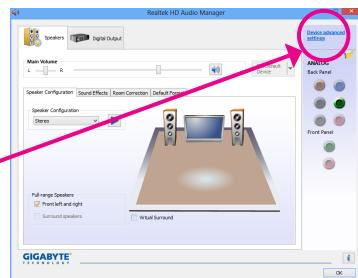 Realtek HD Audio Manager
Speakers
Digital Output
Device advanced
settings
Main Volume
L
R
Default
Device
ANALOG
Back Panel
Speaker Configuration
Sound Effects
Room Correction
Default Format
Speaker Configuration
Stereo
Front Panel
Full-range Speakers
Front left and right
Surround speakers
Virtual Surround
GIGABYTE
TECHNOLOGY
OK